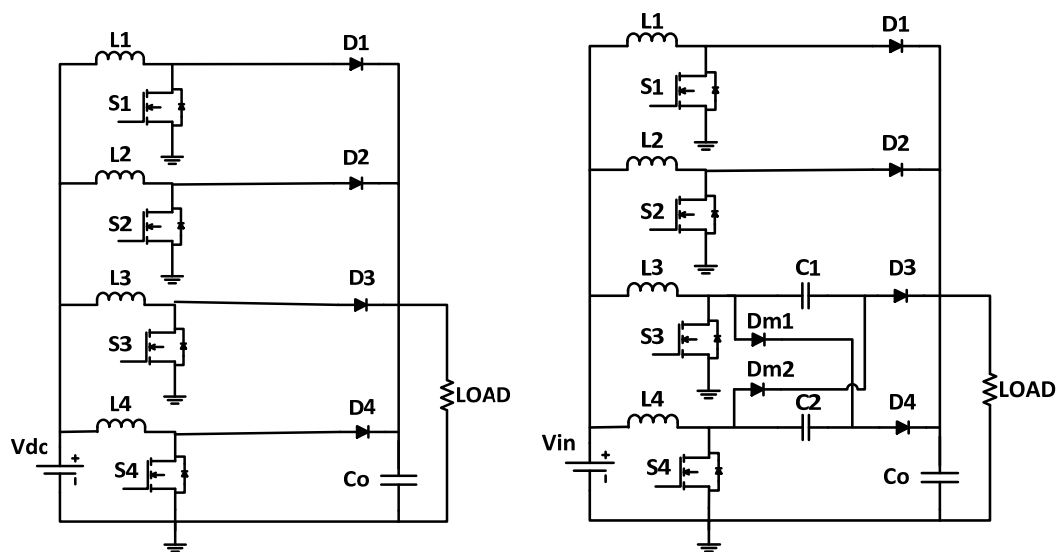 L1
D1
S1
L2
D2
S2
L3
D3
S3
LOAD
L4
D4
Vdc
+
-
S4
Co
L1
D1
S1
L2
D2
S2
L3
C1
D3
S3
Dm1
Dm2
LOAD
L4
C2
D4
Vin
+
-
S4
Co